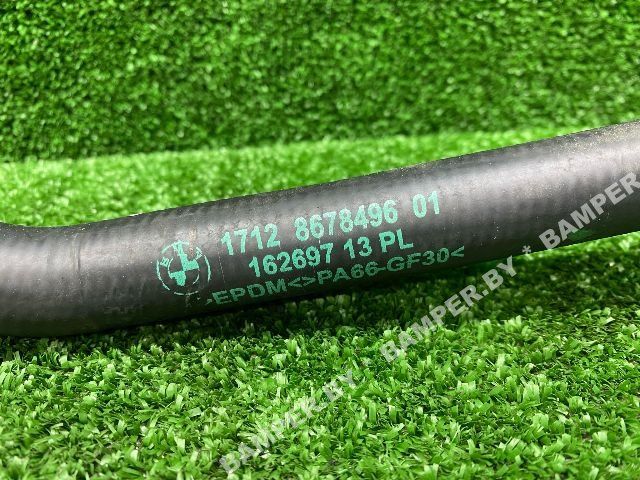 1712 8678496 01
162697 13 PL
>EPDM<>PA66-GF30<
BAMPER.BY * BAMPER.BY * BAMPER.BY * BAMPER